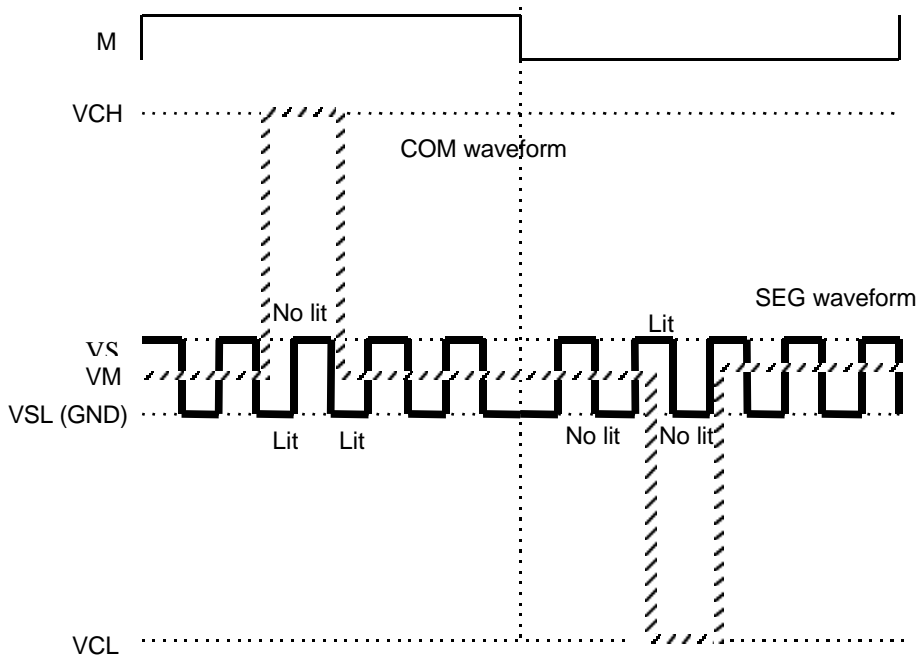 M
VCH
COM waveform
SEG waveform
No lit
Lit
VS
VM
VSL (GND)
Lit
Lit
No lit
No lit
VCL